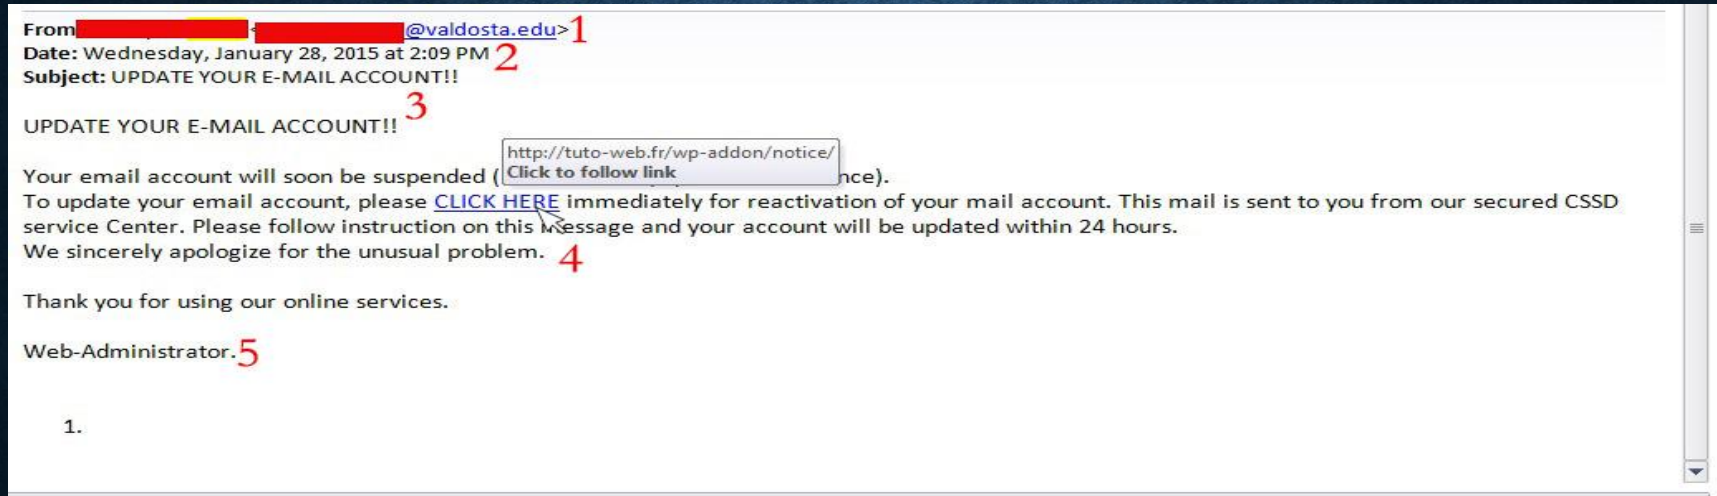 From @valdosta.edu> 1
Date: Wednesday, January 28, 2015 at 2:09 PM 2
Subject: UPDATE YOUR E-MAIL ACCOUNT!!
3
UPDATE YOUR E-MAIL ACCOUNT!!
http://tuto-web.fr/wp-addon/notice/
Click to follow link
Your email account will soon be suspended ( nce).
To update your email account, please CLICK HERE immediately for reactivation of your mail account. This mail is sent to you from our secured CSSD
service Center. Please follow instruction on this Message and your account will be updated within 24 hours.
We sincerely apologize for the unusual problem. 4
Thank you for using our online services.
Web-Administrator. 5
1.